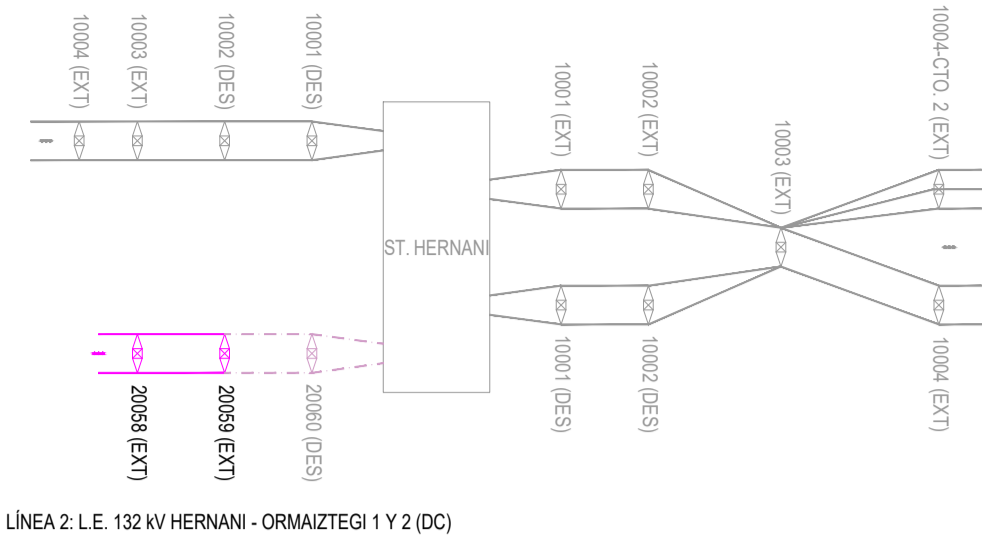 10004 (EXT)
10003 (EXT)
10002 (DES)
10001 (DES)
10001 (EXT)
10002 (EXT)
10003 (EXT)
10004-CTO. 2 (EXT)
ST. HERNANI
20058 (EXT)
20059 (EXT)
20060 (DES)
10001 (DES)
10002 (DES)
10004 (EXT)
LÍNEA 2: L.E. 132 kV HERNANI - ORMAIZTEGI 1 Y 2 (DC)